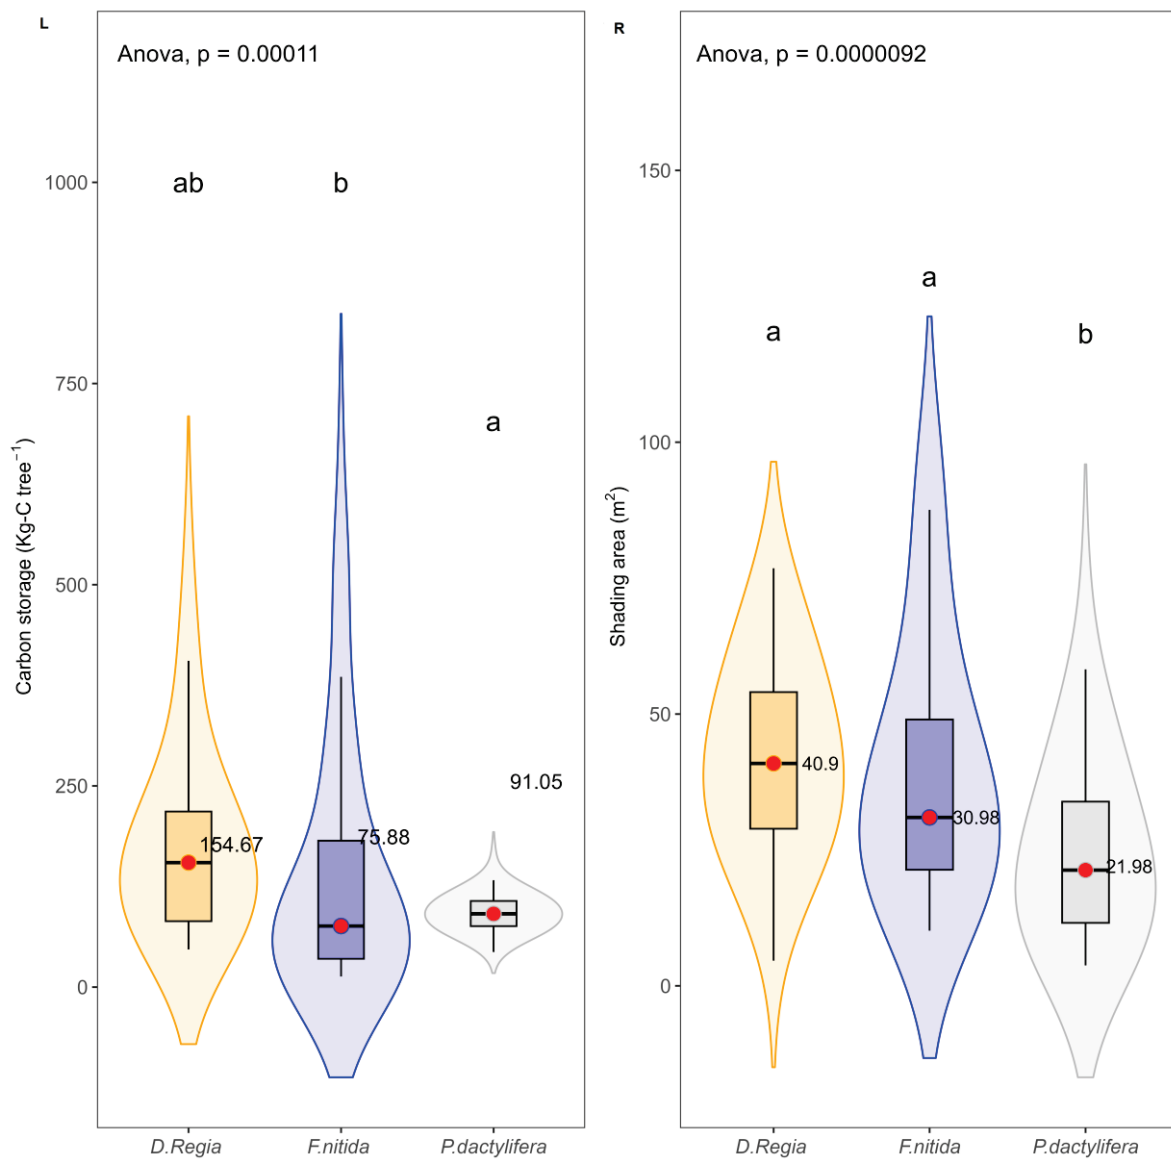 L
Anova, p = 0.00011
ab
b
a
1000
750
500
250
0
Carbon storage (Kg-C tree⁻¹)
154.67
75.88
91.05
D.Regia
F.nitida
P.dactylifera
R
Anova, p = 0.0000092
a
a
b
150
100
50
0
Shading area (m²)
40.9
30.98
21.98
D.Regia
F.nitida
P.dactylifera